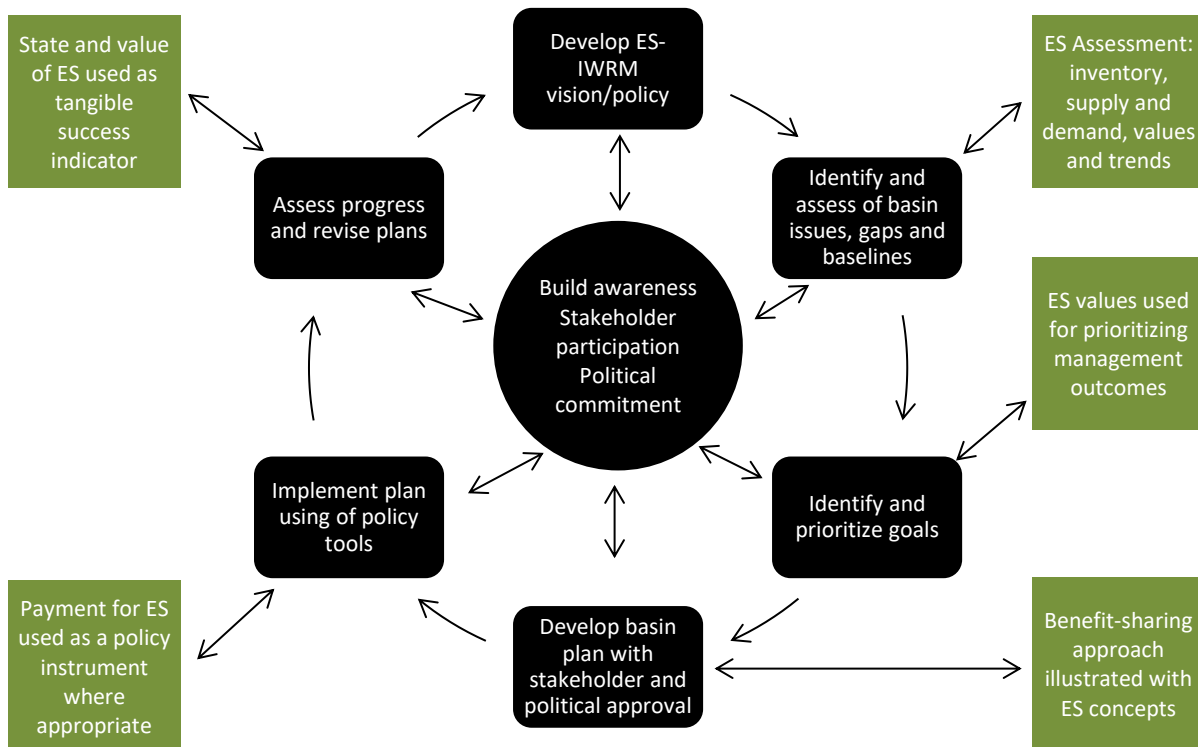 State and value
of ES used as
tangible
success
indicator
Develop ES-
IWRM
vision/policy
ES Assessment:
inventory,
supply and
demand, values
and trends
Assess progress
and revise plans
Identify and
assess of basin
issues, gaps and
baselines
Build awareness
Stakeholder
participation
Political
commitment
ES values used
for prioritizing
management
outcomes
Implement plan
using of policy
tools
Identify and
prioritize goals
Payment for ES
used as a policy
instrument
where
appropriate
Develop basin
plan with
stakeholder and
political approval
Benefit-sharing
approach
illustrated with
ES concepts